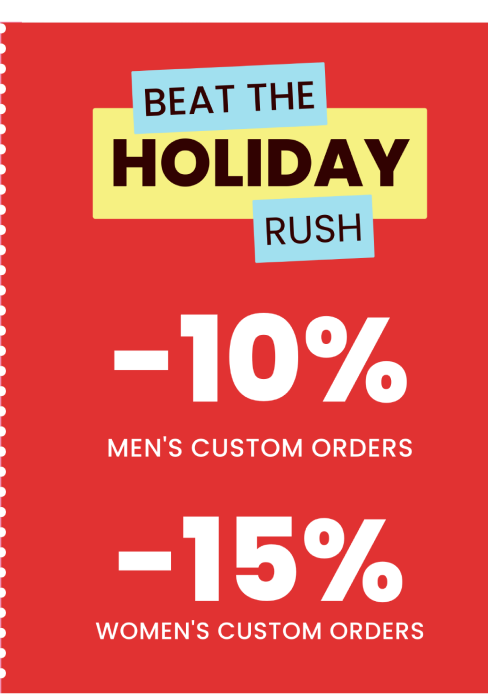 BEAT THE
HOLIDAY
RUSH
-10%
MEN'S CUSTOM ORDERS
-15%
WOMEN'S CUSTOM ORDERS